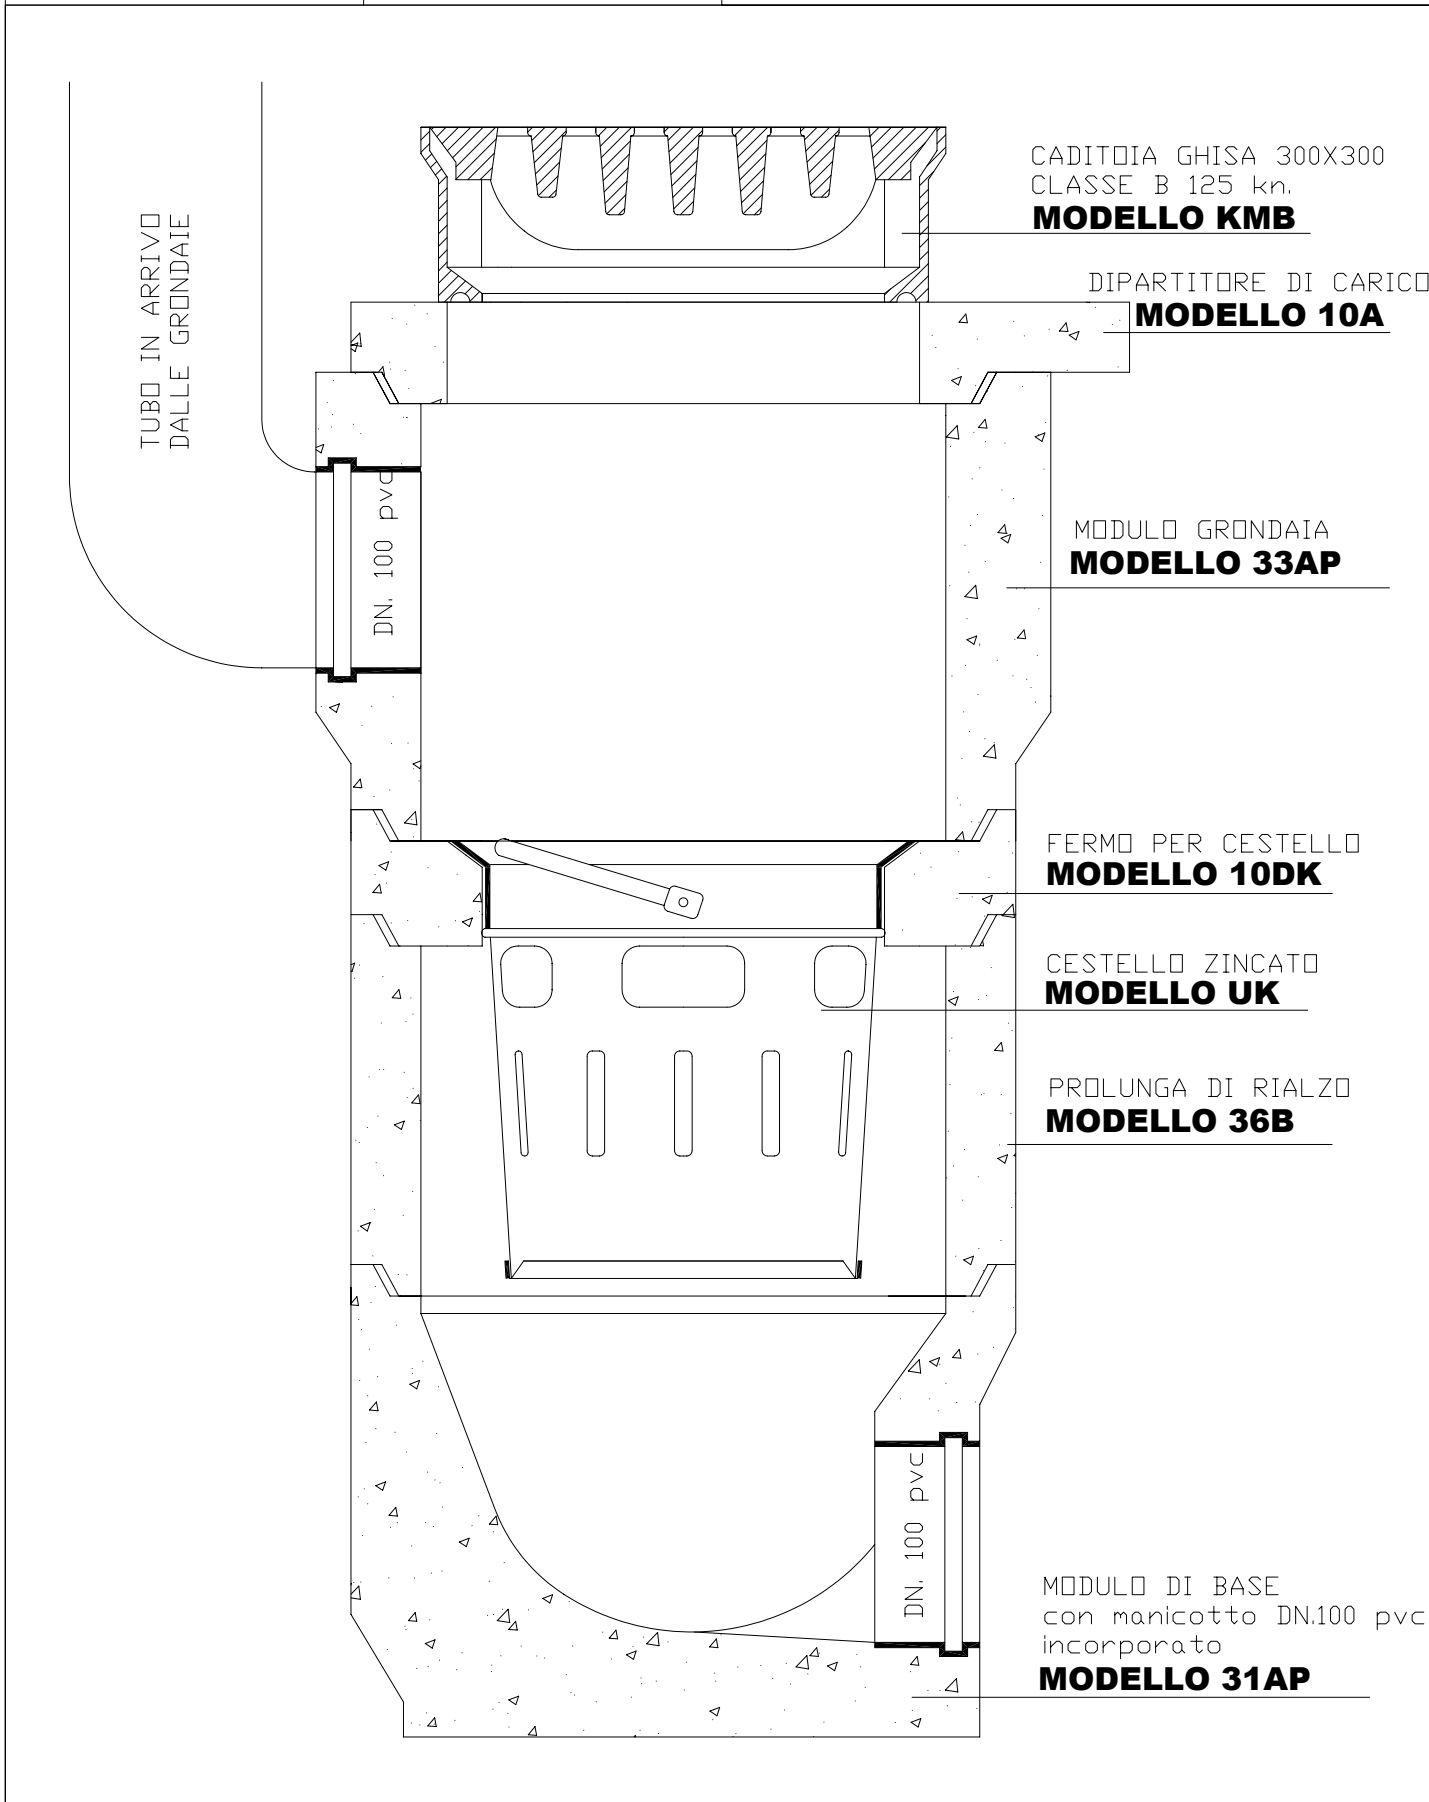 CADITOIA GHISA 300X300
CLASSE B 125 kn.
MODELLO KMB
DIPARTITORE DI CARICO
MODELLO 10A
TUBO IN ARRIVO
DALLE GRONDAIE
DN. 100 pvc
MODULO GRONDAIA
MODELLO 33AP
FERMO PER CESTELLO
MODELLO 10DK
CESTELLO ZINCATO
MODELLO UK
PROLUNGA DI RIALZO
MODELLO 36B
DN. 100 pvc
MODULO DI BASE
con manicotto DN.100 pvc
incorporato
MODELLO 31AP